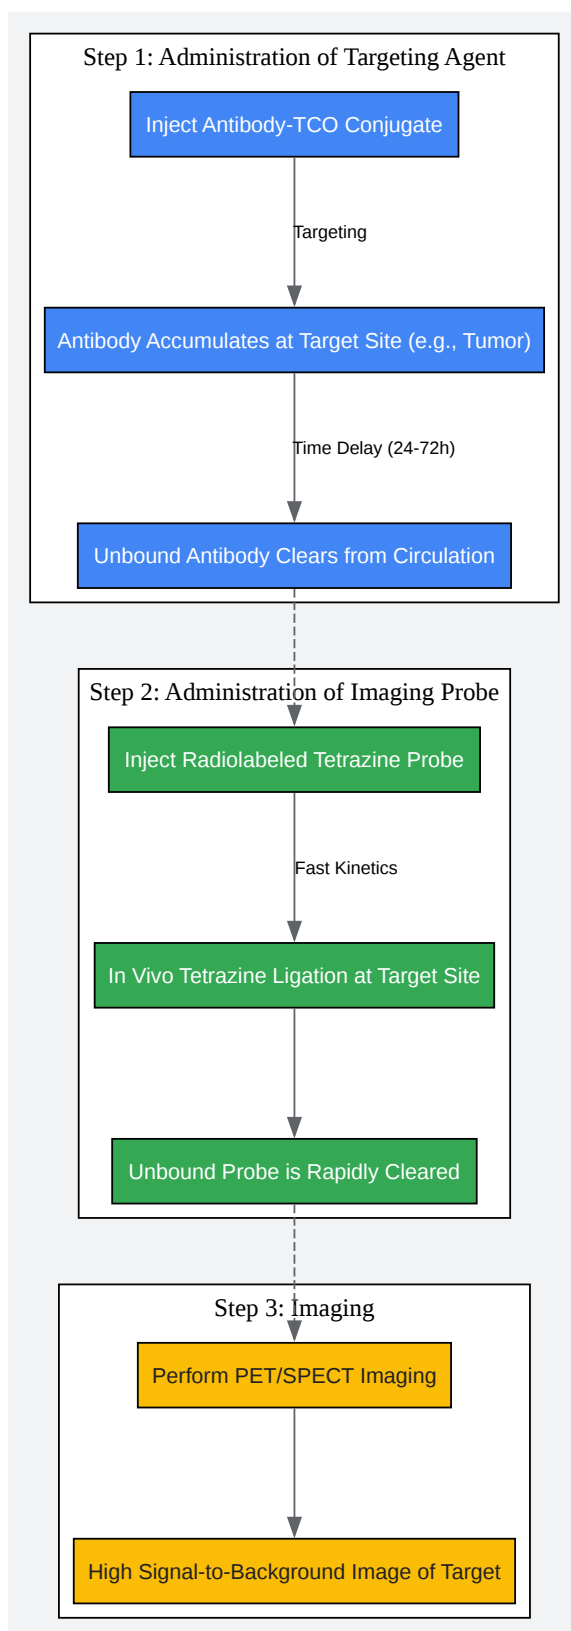 Step 1: Administration of Targeting Agent
Inject Antibody-TCO Conjugate
Targeting
Antibody Accumulates at Target Site (e.g., Tumor)
Time Delay (24-72h)
Unbound Antibody Clears from Circulation
Step 2: Administration of Imaging Probe
Inject Radiolabeled Tetrazine Probe
Fast Kinetics
In Vivo Tetrazine Ligation at Target Site
Unbound Probe is Rapidly Cleared
Step 3: Imaging
Perform PET/SPECT Imaging
High Signal-to-Background Image of Target